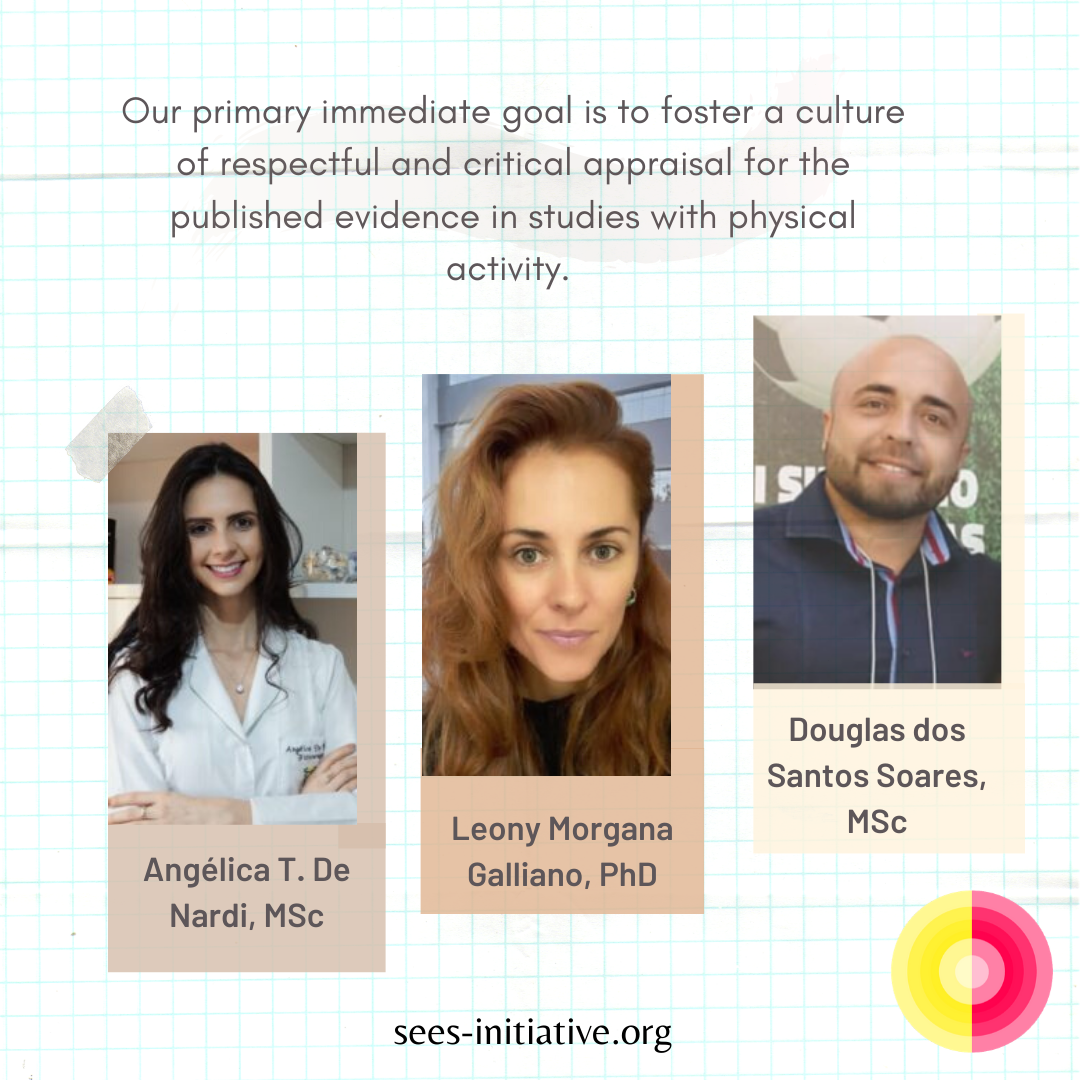 Our primary immediate goal is to foster a culture
of respectful and critical appraisal for the
published evidence in studies with physical
activity.
Angélica T. De
Nardi, MSc
Leony Morgana
Galliano, PhD
Douglas dos
Santos Soares,
MSc
sees-initiative.org